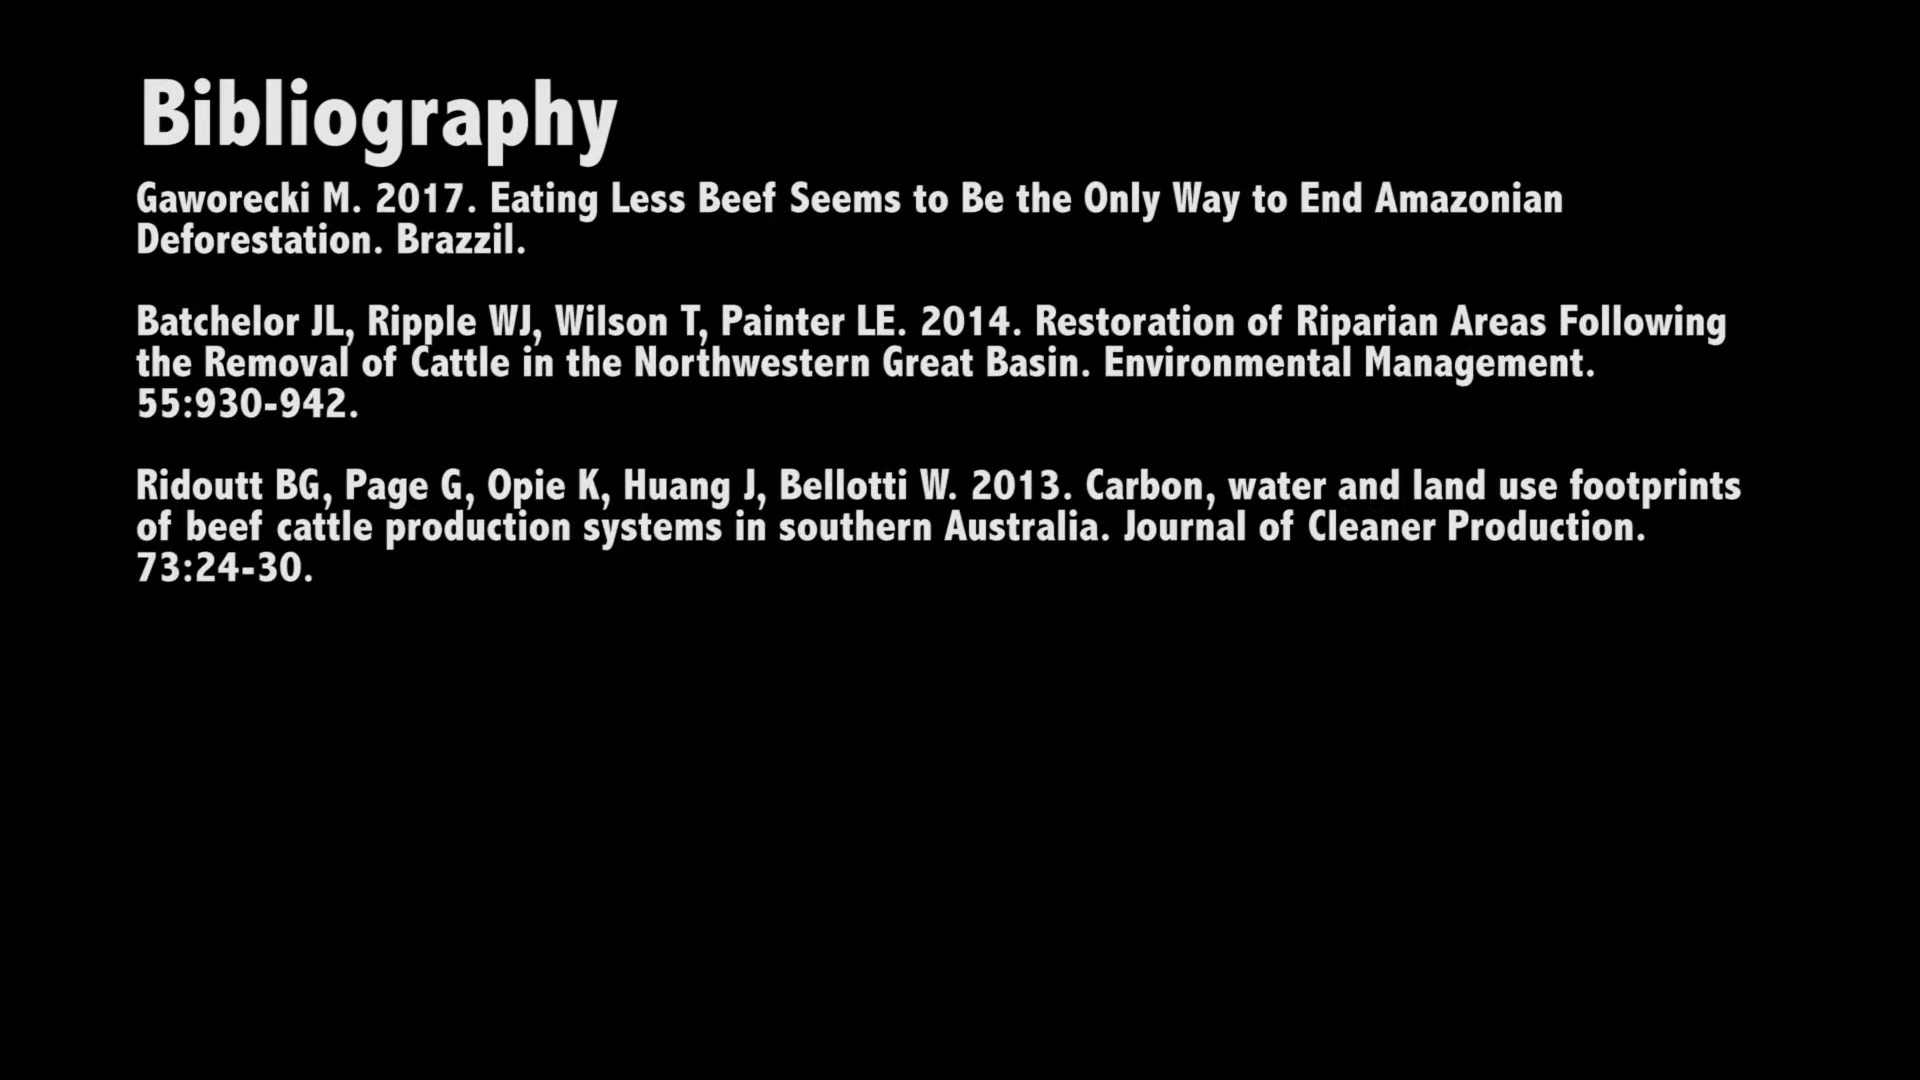 Bibliography
Gaworecki M. 2017. Eating Less Beef Seems to Be the Only Way to End Amazonian
Deforestation. Brazzil.
Batchelor JL, Ripple WJ, Wilson T, Painter LE. 2014. Restoration of Riparian Areas Following
the Removal of Cattle in the Northwestern Great Basin. Environmental Management.
55:930-942.
Ridoutt BG, Page G, Opie K, Huang J, Bellotti W. 2013. Carbon, water and land use footprints
of beef cattle production systems in southern Australia. Journal of Cleaner Production.
73:24-30.